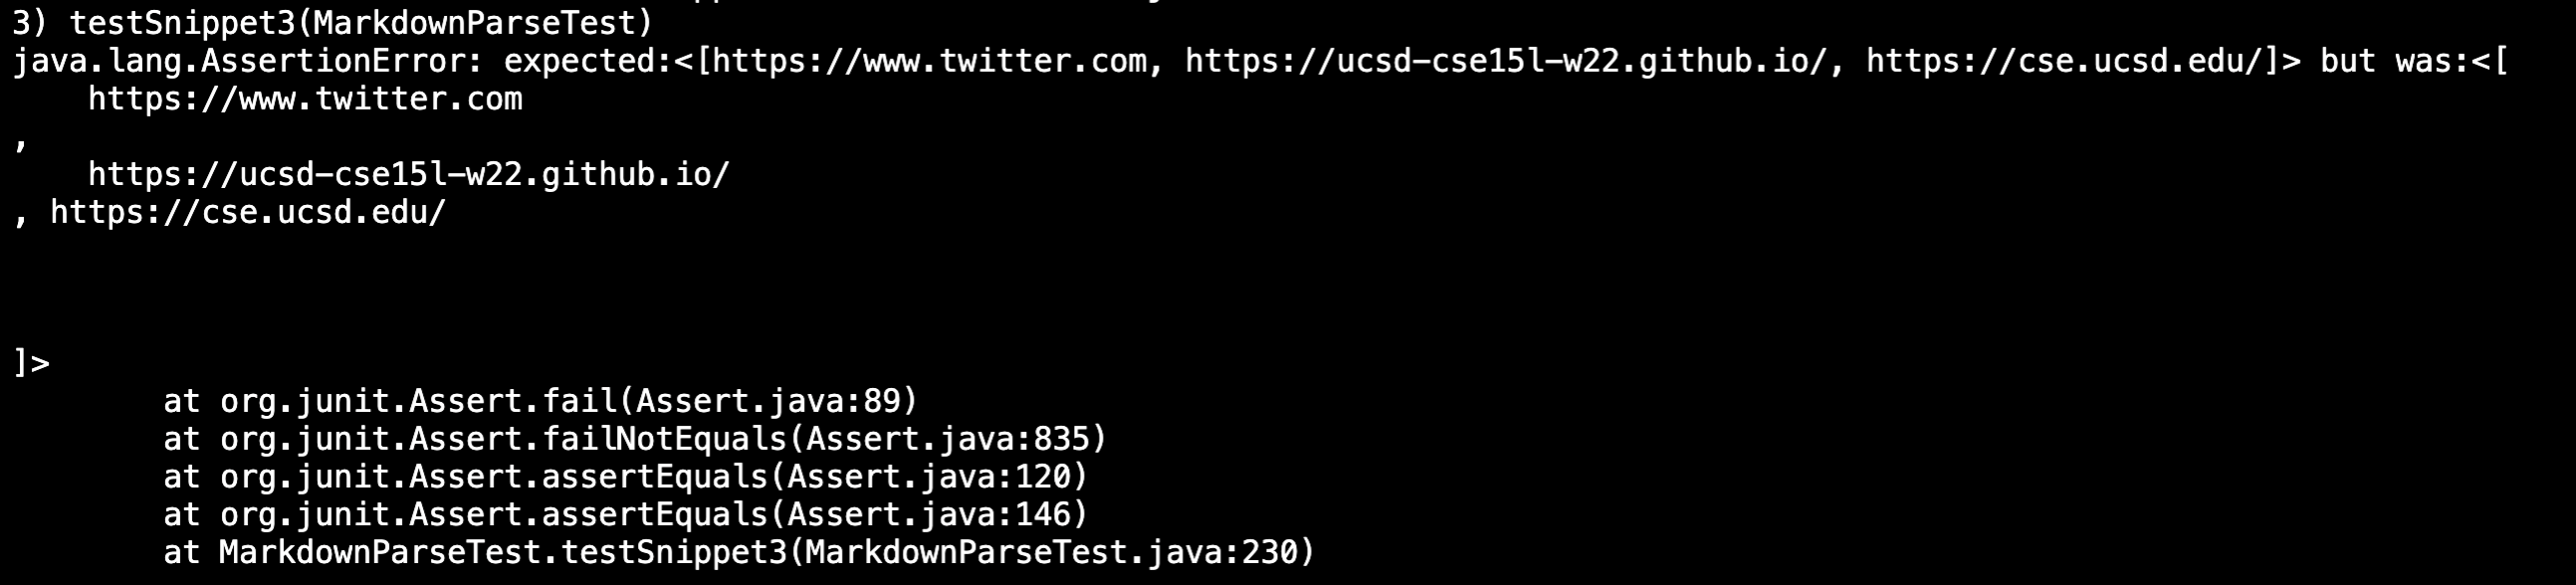 3) testSnippet3(MarkdownParseTest)
java.lang.AssertionError: expected:<[https://www.twitter.com, https://ucsd-cse15l-w22.github.io/, https://cse.ucsd.edu/]> but was:<[
    https://www.twitter.com
,
    https://ucsd-cse15l-w22.github.io/
, https://cse.ucsd.edu/
]>
        at org.junit.Assert.fail(Assert.java:89)
        at org.junit.Assert.failNotEquals(Assert.java:835)
        at org.junit.Assert.assertEquals(Assert.java:120)
        at org.junit.Assert.assertEquals(Assert.java:146)
        at MarkdownParseTest.testSnippet3(MarkdownParseTest.java:230)